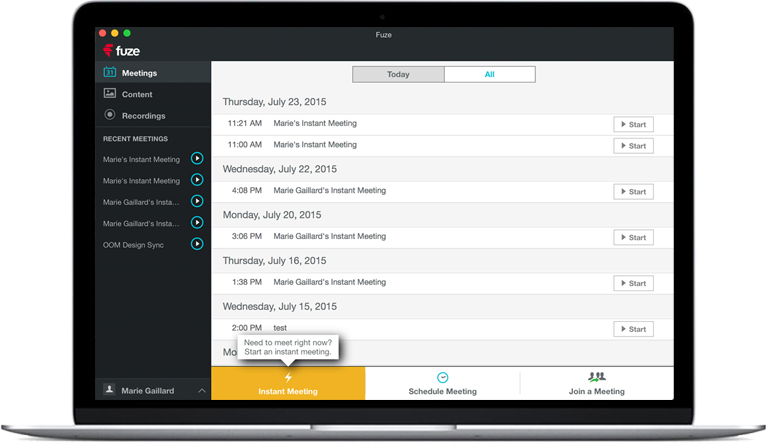 Fuze
fuze
31
Meetings
Content
Recordings
RECENT MEETINGS
Marie's Instant Meeting
Marie's Instant Meeting
Marie Gaillard's Insta...
Marie Gaillard's Insta...
OOM Design Sync
Marie Gaillard
Today All
Thursday, July 23, 2015
11:21 AM Marie's Instant Meeting Start
11:00 AM Marie's Instant Meeting Start
Wednesday, July 22, 2015
4:08 PM Marie Gaillard's Instant Meeting Start
Monday, July 20, 2015
3:06 PM Marie Gaillard's Instant Meeting Start
Thursday, July 16, 2015
1:38 PM Marie Gaillard's Instant Meeting Start
Wednesday, July 15, 2015
2:00 PM test Start
Need to meet right now?
Start an instant meeting.
Instant Meeting Schedule Meeting Join a Meeting